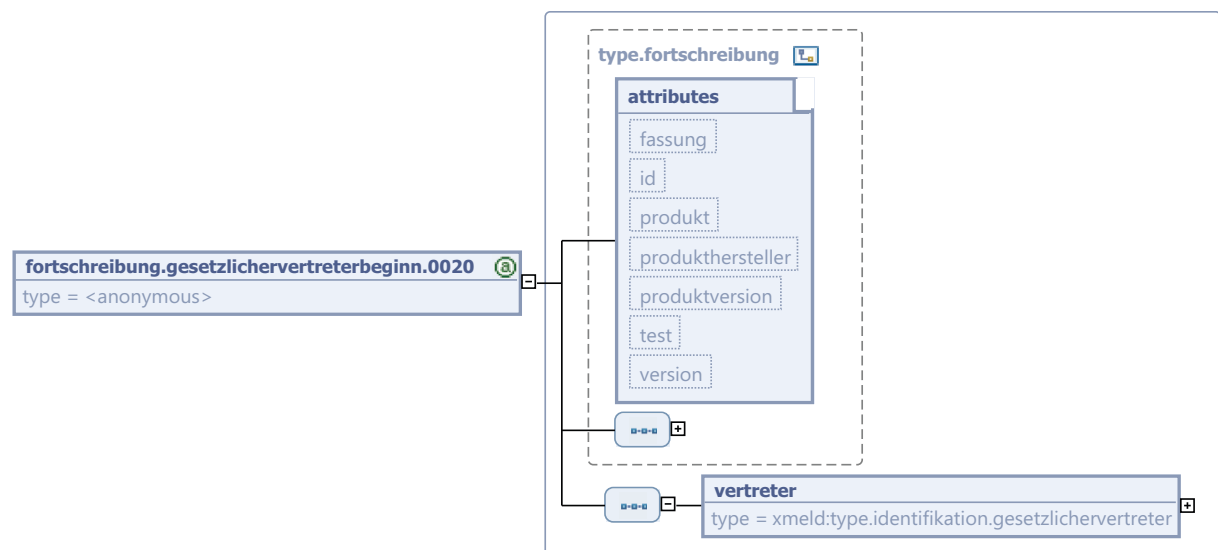 type.fortschreibung
attributes
fassung
id
produkt
produkthersteller
produktversion
test
version
fortschreibung.gesetzlichervertreterbeginn.0020 @
type = <anonymous>
vertreter
type = xmeld:type.identifikation.gesetzlichervertreter